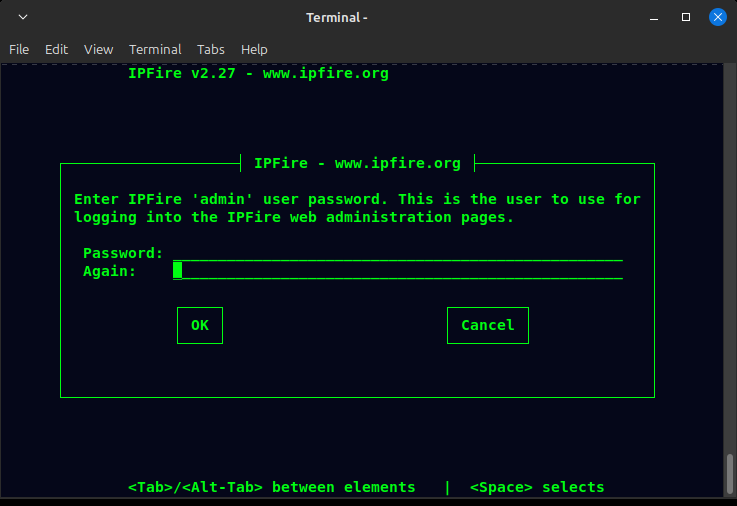 Terminal -
File Edit View Terminal Tabs Help
IPFire v2.27 - www.ipfire.org
IPFire - www.ipfire.org
Enter IPFire 'admin' user password. This is the user to use for
logging into the IPFire web administration pages.
Password:
Again:
OK Cancel
<Tab>/<Alt-Tab> between elements | <Space> selects